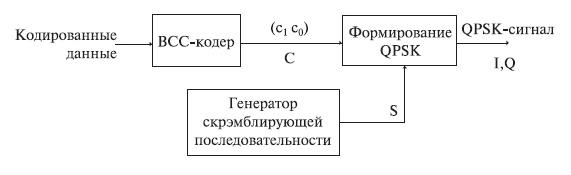 Кодированные
данные
ВСС-кодер
(c₁ c₀)
C
Формирование
QPSK
QPSK-сигнал
I,Q
Генератор
скрэмблирующей
последовательности
S